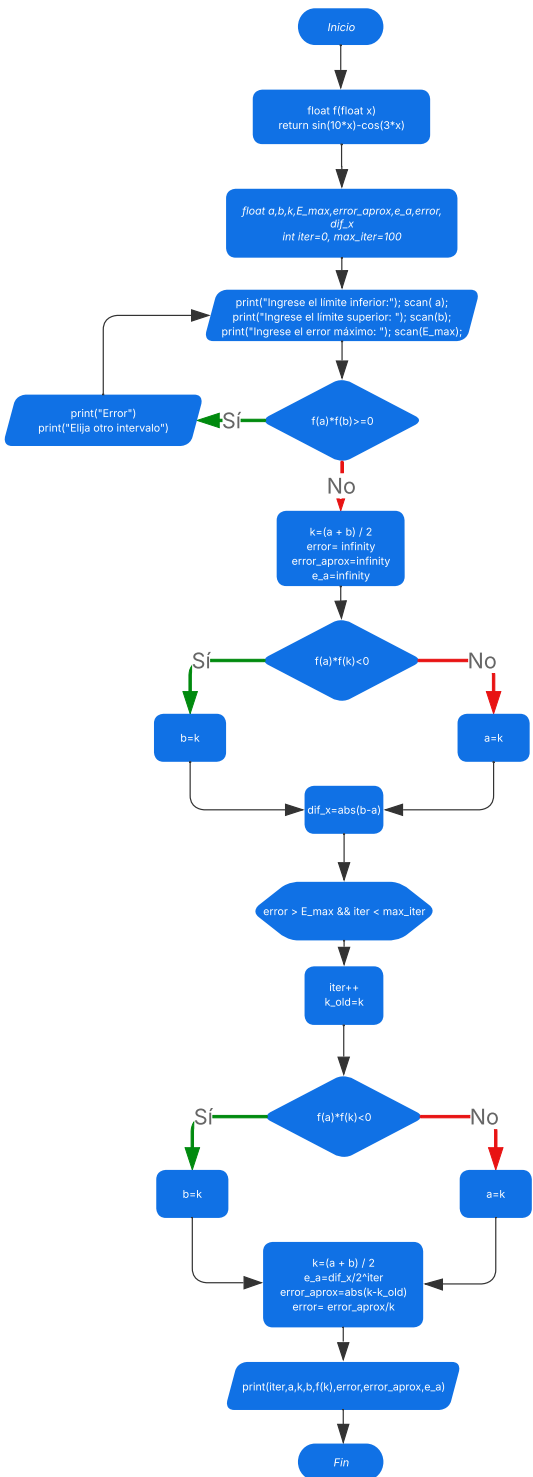 Inicio
float f(float x)
return sin(10*x)-cos(3*x)
float a,b,k,E_max,error_aprox,e_a,error,
dif_x
int iter=0, max_iter=100
print("Ingrese el límite inferior:"); scan( a);
print("Ingrese el límite superior: "); scan(b);
print("Ingrese el error máximo: "); scan(E_max);
print("Error")
print("Elija otro intervalo")
Sí
f(a)*f(b)>=0
No
k=(a + b) / 2
error= infinity
error_aprox=infinity
e_a=infinity
Sí
f(a)*f(k)<0
No
b=k
a=k
dif_x=abs(b-a)
error > E_max && iter < max_iter
iter++
k_old=k
Sí
f(a)*f(k)<0
No
b=k
a=k
k=(a + b) / 2
e_a=dif_x/2^iter
error_aprox=abs(k-k_old)
error= error_aprox/k
print(iter,a,k,b,f(k),error,error_aprox,e_a)
Fin